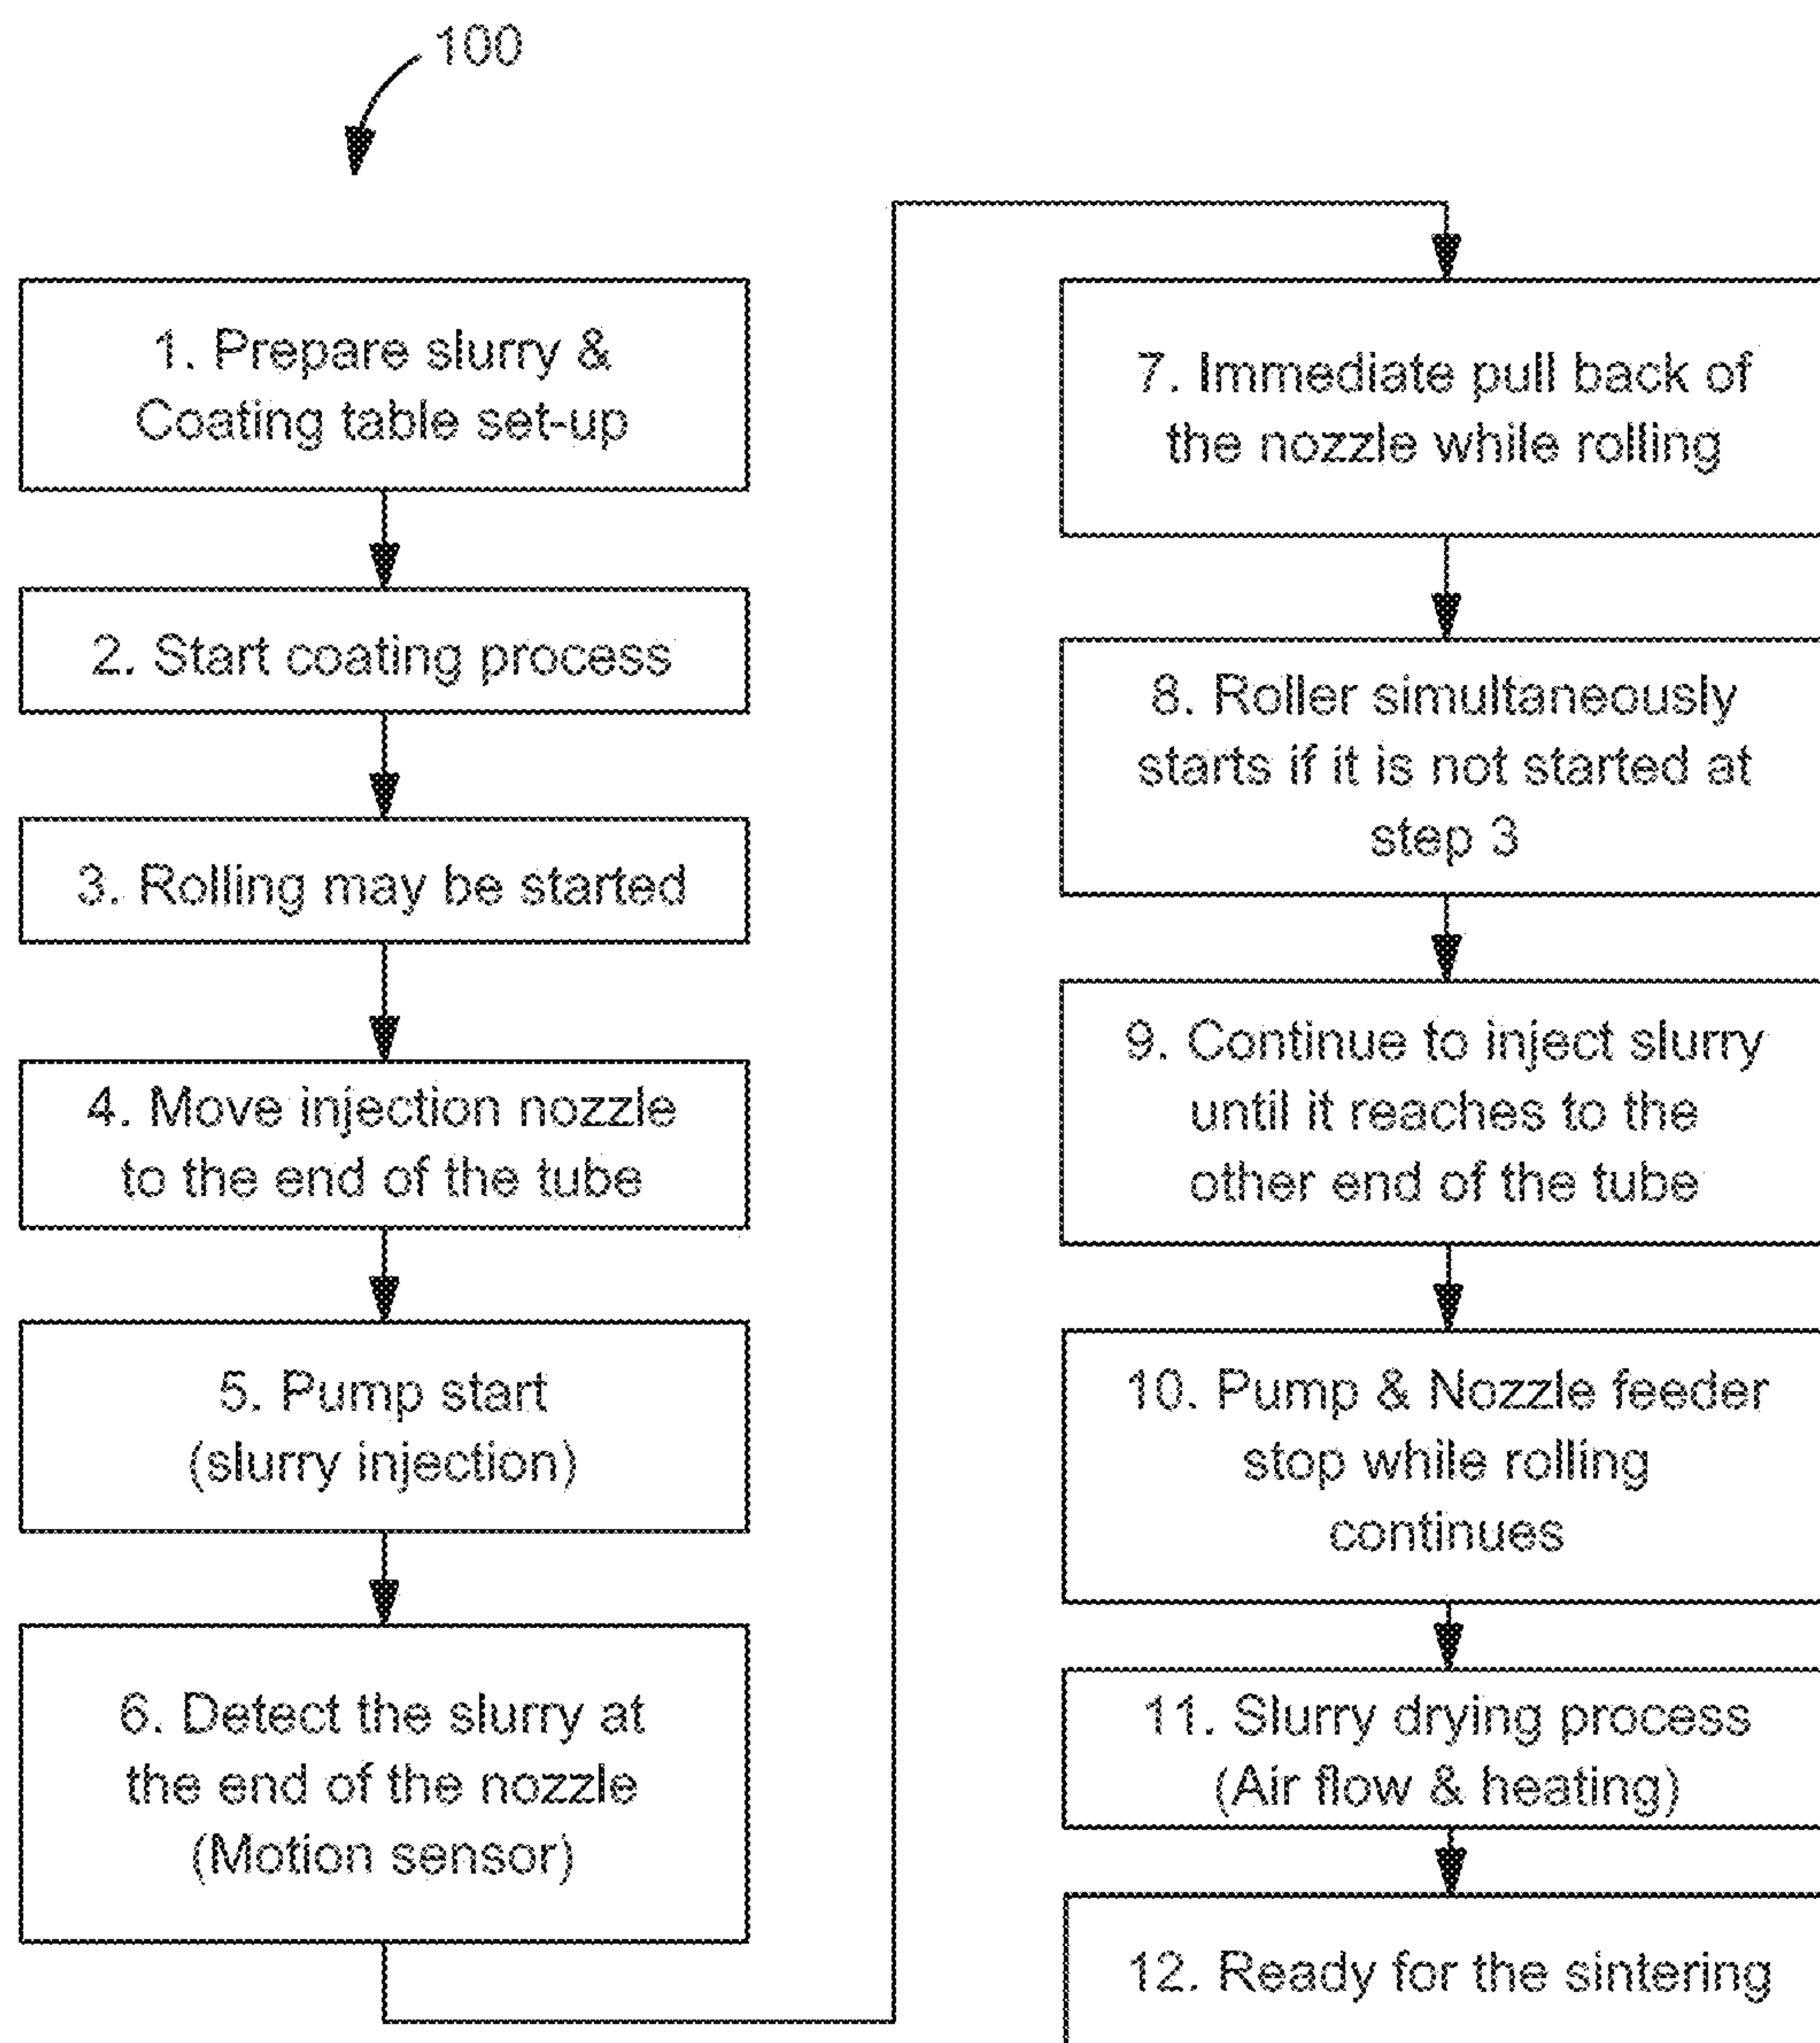 100
1. Prepare slurry &
Coating table set-up
2. Start coating process
3. Rolling may be started
4. Move injection nozzle
to the end of the tube
5. Pump start
(slurry injection)
6. Detect the slurry at
the end of the nozzle
(Motion sensor)
7. Immediate pull back of
the nozzle while rolling
8. Roller simultaneously
starts if it is not started at
step 3
9. Continue to inject slurry
until it reaches to the
other end of the tube
10. Pump & Nozzle feeder
stop while rolling
continues
11. Slurry drying process
(Air flow & heating)
12. Ready for the sintering